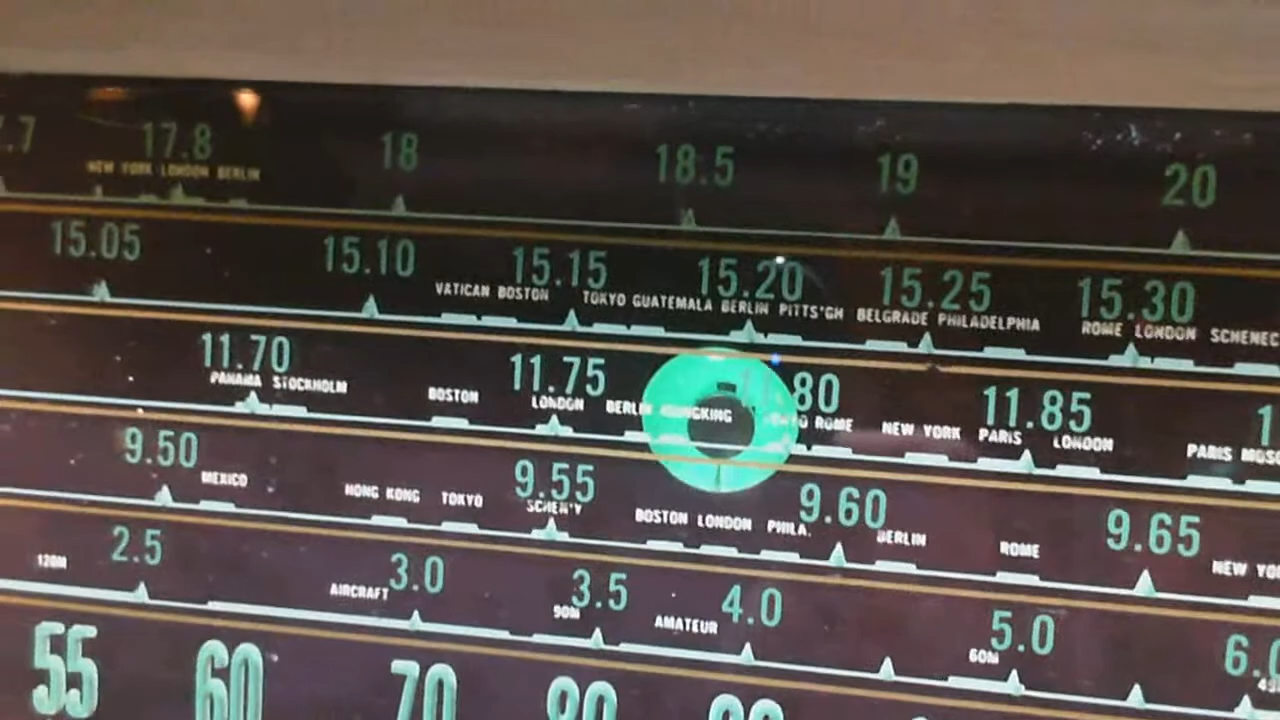 17.8 18 18.5 19 20
NEW YORK LONDON BERLIN
15.05 15.10 15.15 15.20 15.25 15.30
VATICAN BOSTON TOKYO GUATEMALA BERLIN PITTS'GH BELGRADE PHILADELPHIA ROME LONDON
11.70 11.75 80 11.85
PANAMA STOCKHOLM BOSTON LONDON BERLIN ROME NEW YORK PARIS LONDON PARIS
9.50 9.55 9.60 9.65
MEXICO HONG KONG TOKYO SCHEN'Y BOSTON LONDON PHILA. BERLIN ROME NEW
2.5 3.0 3.5 4.0 5.0
120M AIRCRAFT 90M AMATEUR 60M
55 60 70 80